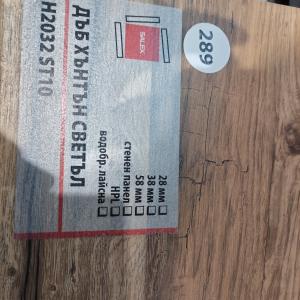 SALEX
289
ДЪБ ХЪНТЪН СВЕТЪЛ
H2032 ST10
28 мм
38 мм
58 мм
стенен панел
HPL
водобр. лайсна